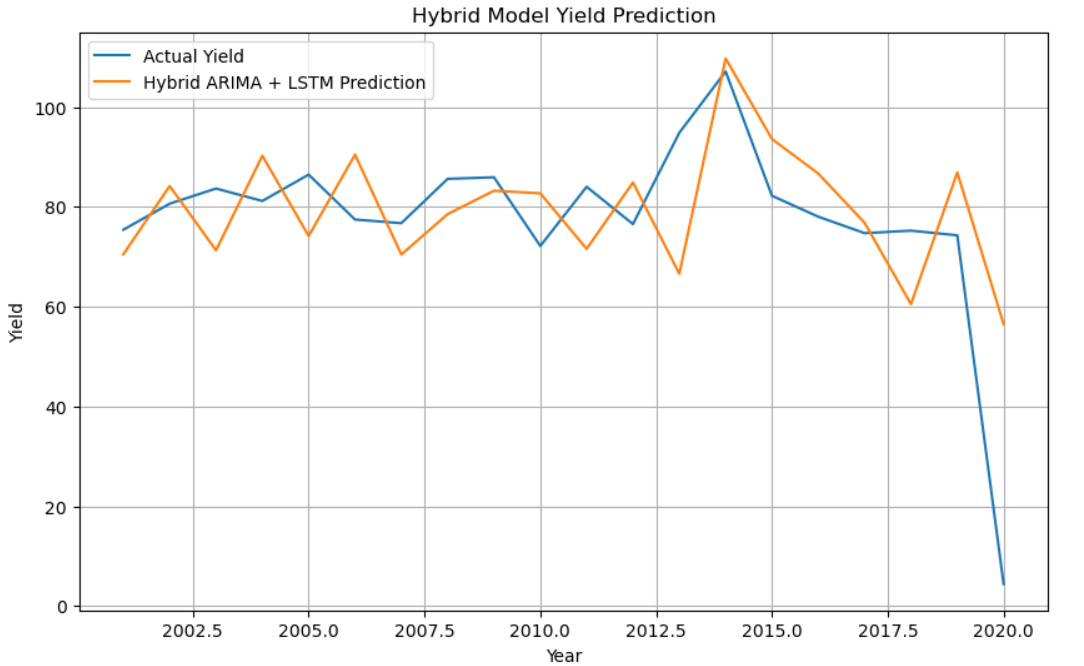 Hybrid Model Yield Prediction
Actual Yield
Hybrid ARIMA + LSTM Prediction
100
80
60
40
20
0
Yield
2002.5 2005.0 2007.5 2010.0 2012.5 2015.0 2017.5 2020.0
Year